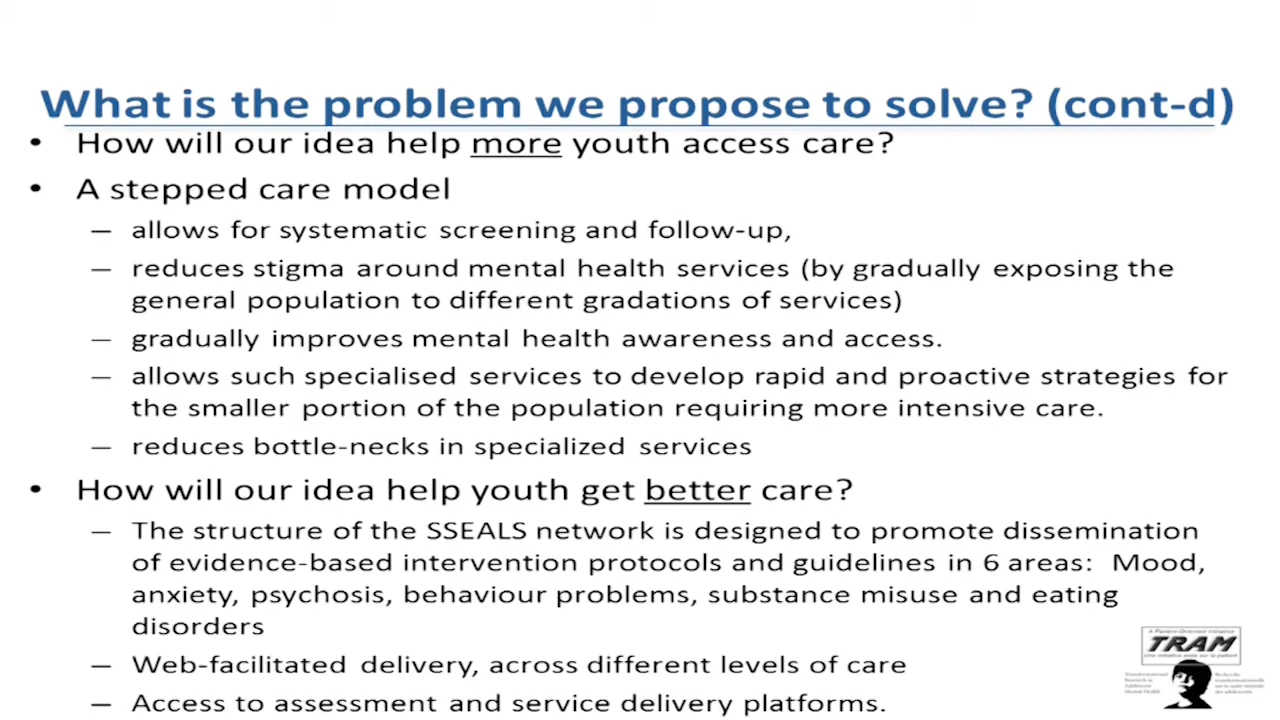 What is the problem we propose to solve? (cont-d)
• How will our idea help more youth access care?
• A stepped care model
– allows for systematic screening and follow-up,
– reduces stigma around mental health services (by gradually exposing the
general population to different gradations of services)
– gradually improves mental health awareness and access.
– allows such specialised services to develop rapid and proactive strategies for
the smaller portion of the population requiring more intensive care.
– reduces bottle-necks in specialized services
• How will our idea help youth get better care?
– The structure of the SSEALS network is designed to promote dissemination
of evidence-based intervention protocols and guidelines in 6 areas: Mood,
anxiety, psychosis, behaviour problems, substance misuse and eating
disorders
– Web-facilitated delivery, across different levels of care
– Access to assessment and service delivery platforms.
TRAM